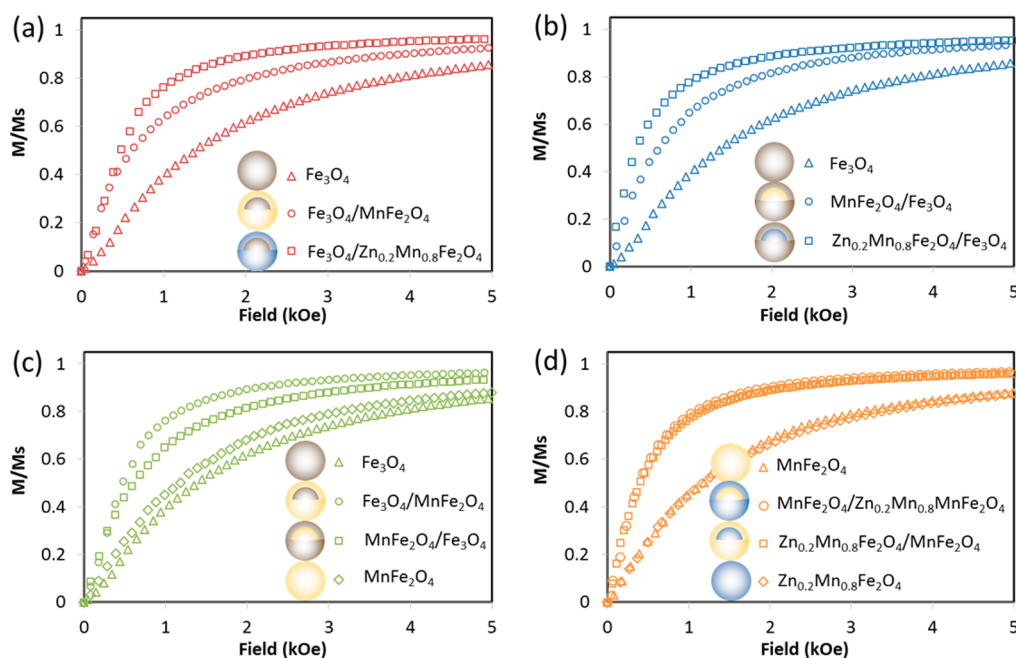 (a)
M/Ms
1
0.8
0.6
0.4
0.2
0
0 1 2 3 4 5
Field (kOe)
Fe₃O₄
Fe₃O₄/MnFe₂O₄
Fe₃O₄/Zn₀.₂Mn₀.₈Fe₂O₄
(b)
M/Ms
1
0.8
0.6
0.4
0.2
0
0 1 2 3 4 5
Field (kOe)
Fe₃O₄
MnFe₂O₄/Fe₃O₄
Zn₀.₂Mn₀.₈Fe₂O₄/Fe₃O₄
(c)
M/Ms
1
0.8
0.6
0.4
0.2
0
0 1 2 3 4 5
Field (kOe)
Fe₃O₄
Fe₃O₄/MnFe₂O₄
MnFe₂O₄/Fe₃O₄
MnFe₂O₄
(d)
M/Ms
1
0.8
0.6
0.4
0.2
0
0 1 2 3 4 5
Field (kOe)
MnFe₂O₄
MnFe₂O₄/Zn₀.₂Mn₀.₈MnFe₂O₄
Zn₀.₂Mn₀.₈Fe₂O₄/MnFe₂O₄
Zn₀.₂Mn₀.₈Fe₂O₄